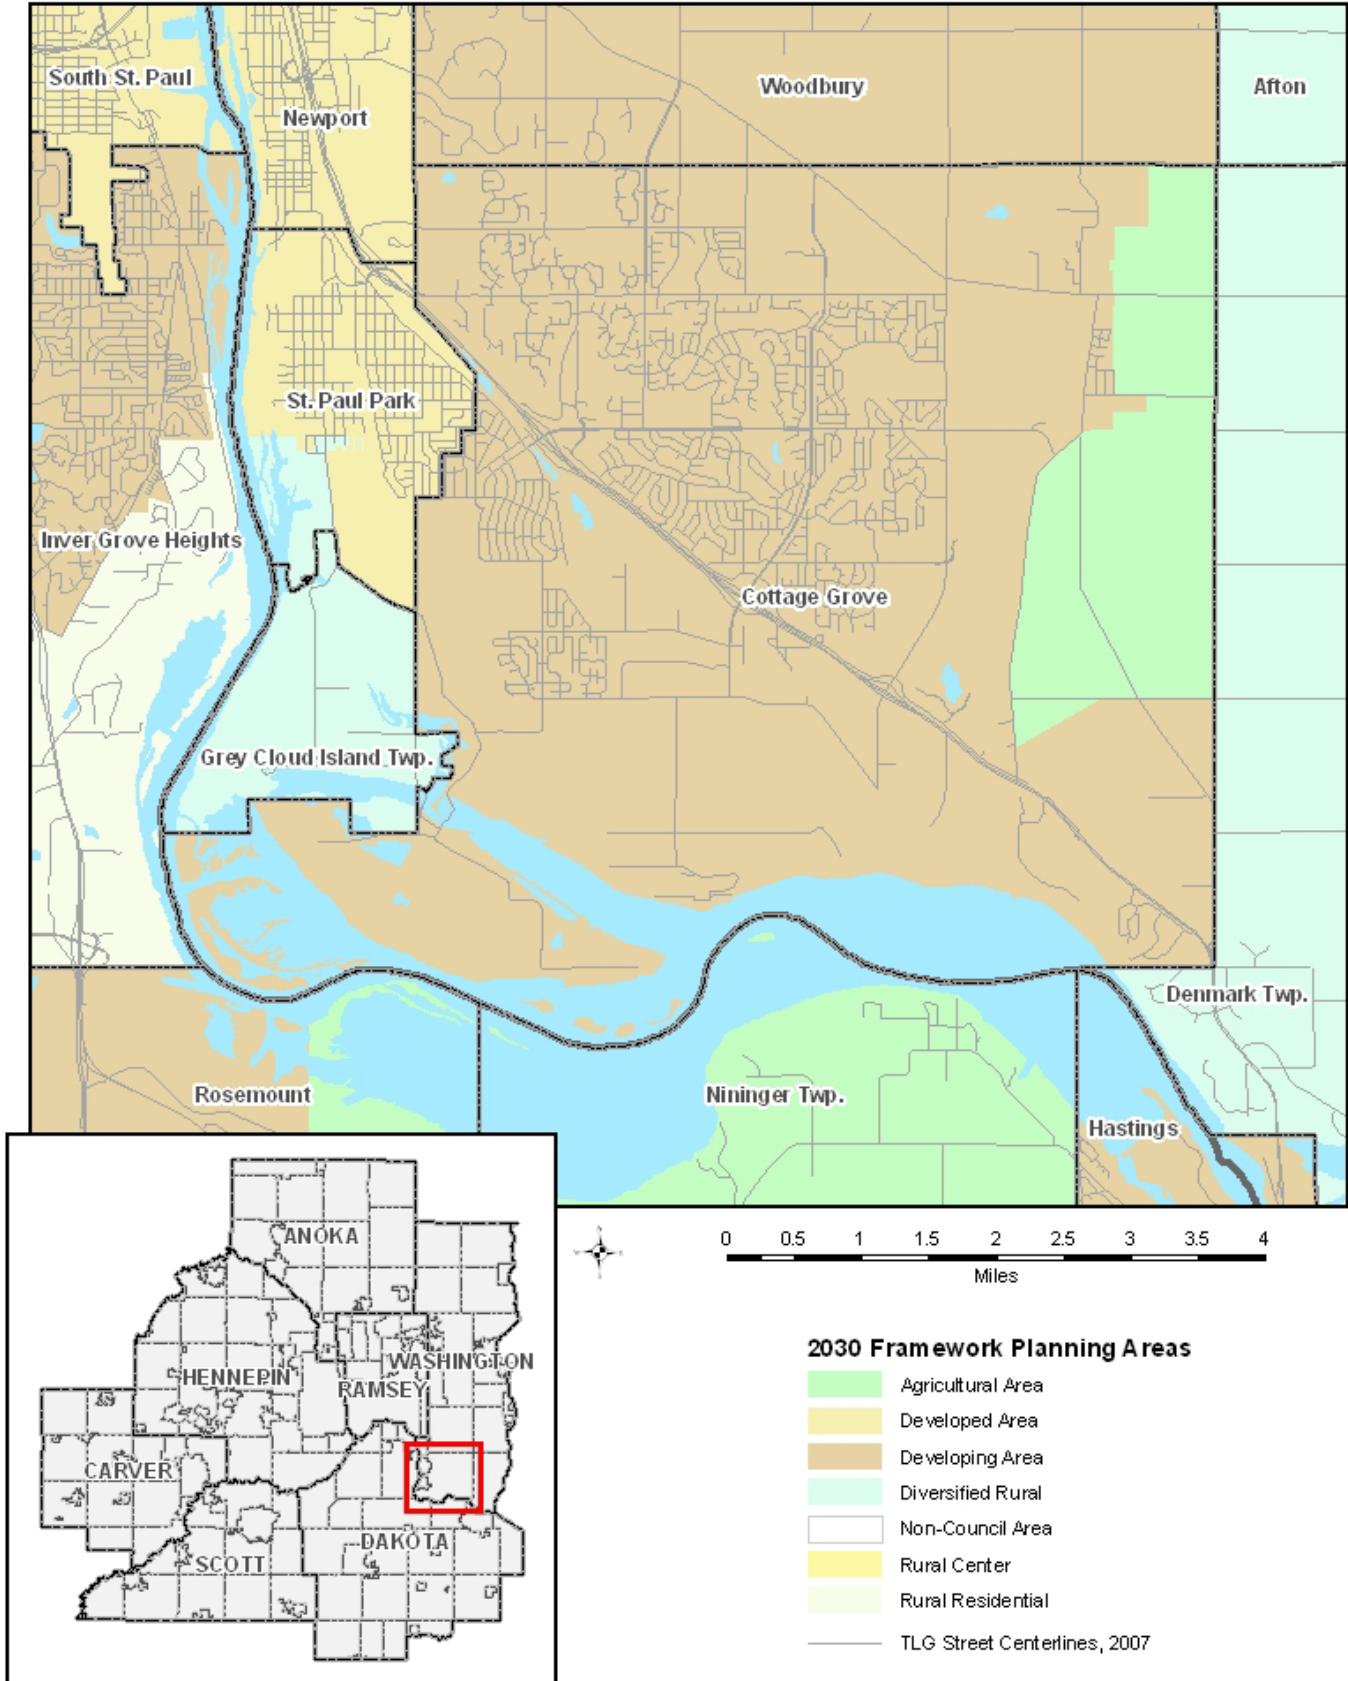 South St. Paul
Newport
Woodbury
Afton
St. Paul Park
Inver Grove Heights
Cottage Grove
Grey Cloud Island Twp.
Denmark Twp.
Rosemount
Nininger Twp.
Hastings
ANOKA
HENNEPIN
WASHINGTON
RAMSEY
CARVER
SCOTT
DAKOTA
0 0.5 1 1.5 2 2.5 3 3.5 4
Miles
2030 Framework Planning Areas
Agricultural Area
Developed Area
Developing Area
Diversified Rural
Non-Council Area
Rural Center
Rural Residential
TLG Street Centerlines, 2007